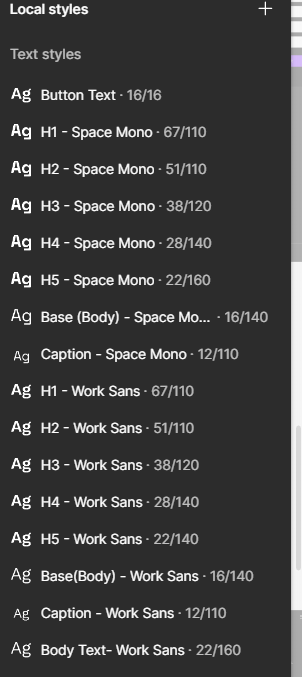 Local styles +
Text styles
Ag Button Text · 16/16
Ag H1 - Space Mono · 67/110
Ag H2 - Space Mono · 51/110
Ag H3 - Space Mono · 38/120
Ag H4 - Space Mono · 28/140
Ag H5 - Space Mono · 22/160
Ag Base (Body) - Space Mo... · 16/140
Ag Caption - Space Mono · 12/110
Ag H1 - Work Sans · 67/110
Ag H2 - Work Sans · 51/110
Ag H3 - Work Sans · 38/120
Ag H4 - Work Sans · 28/140
Ag H5 - Work Sans · 22/140
Ag Base(Body) - Work Sans · 16/140
Ag Caption - Work Sans · 12/110
Ag Body Text- Work Sans · 22/160